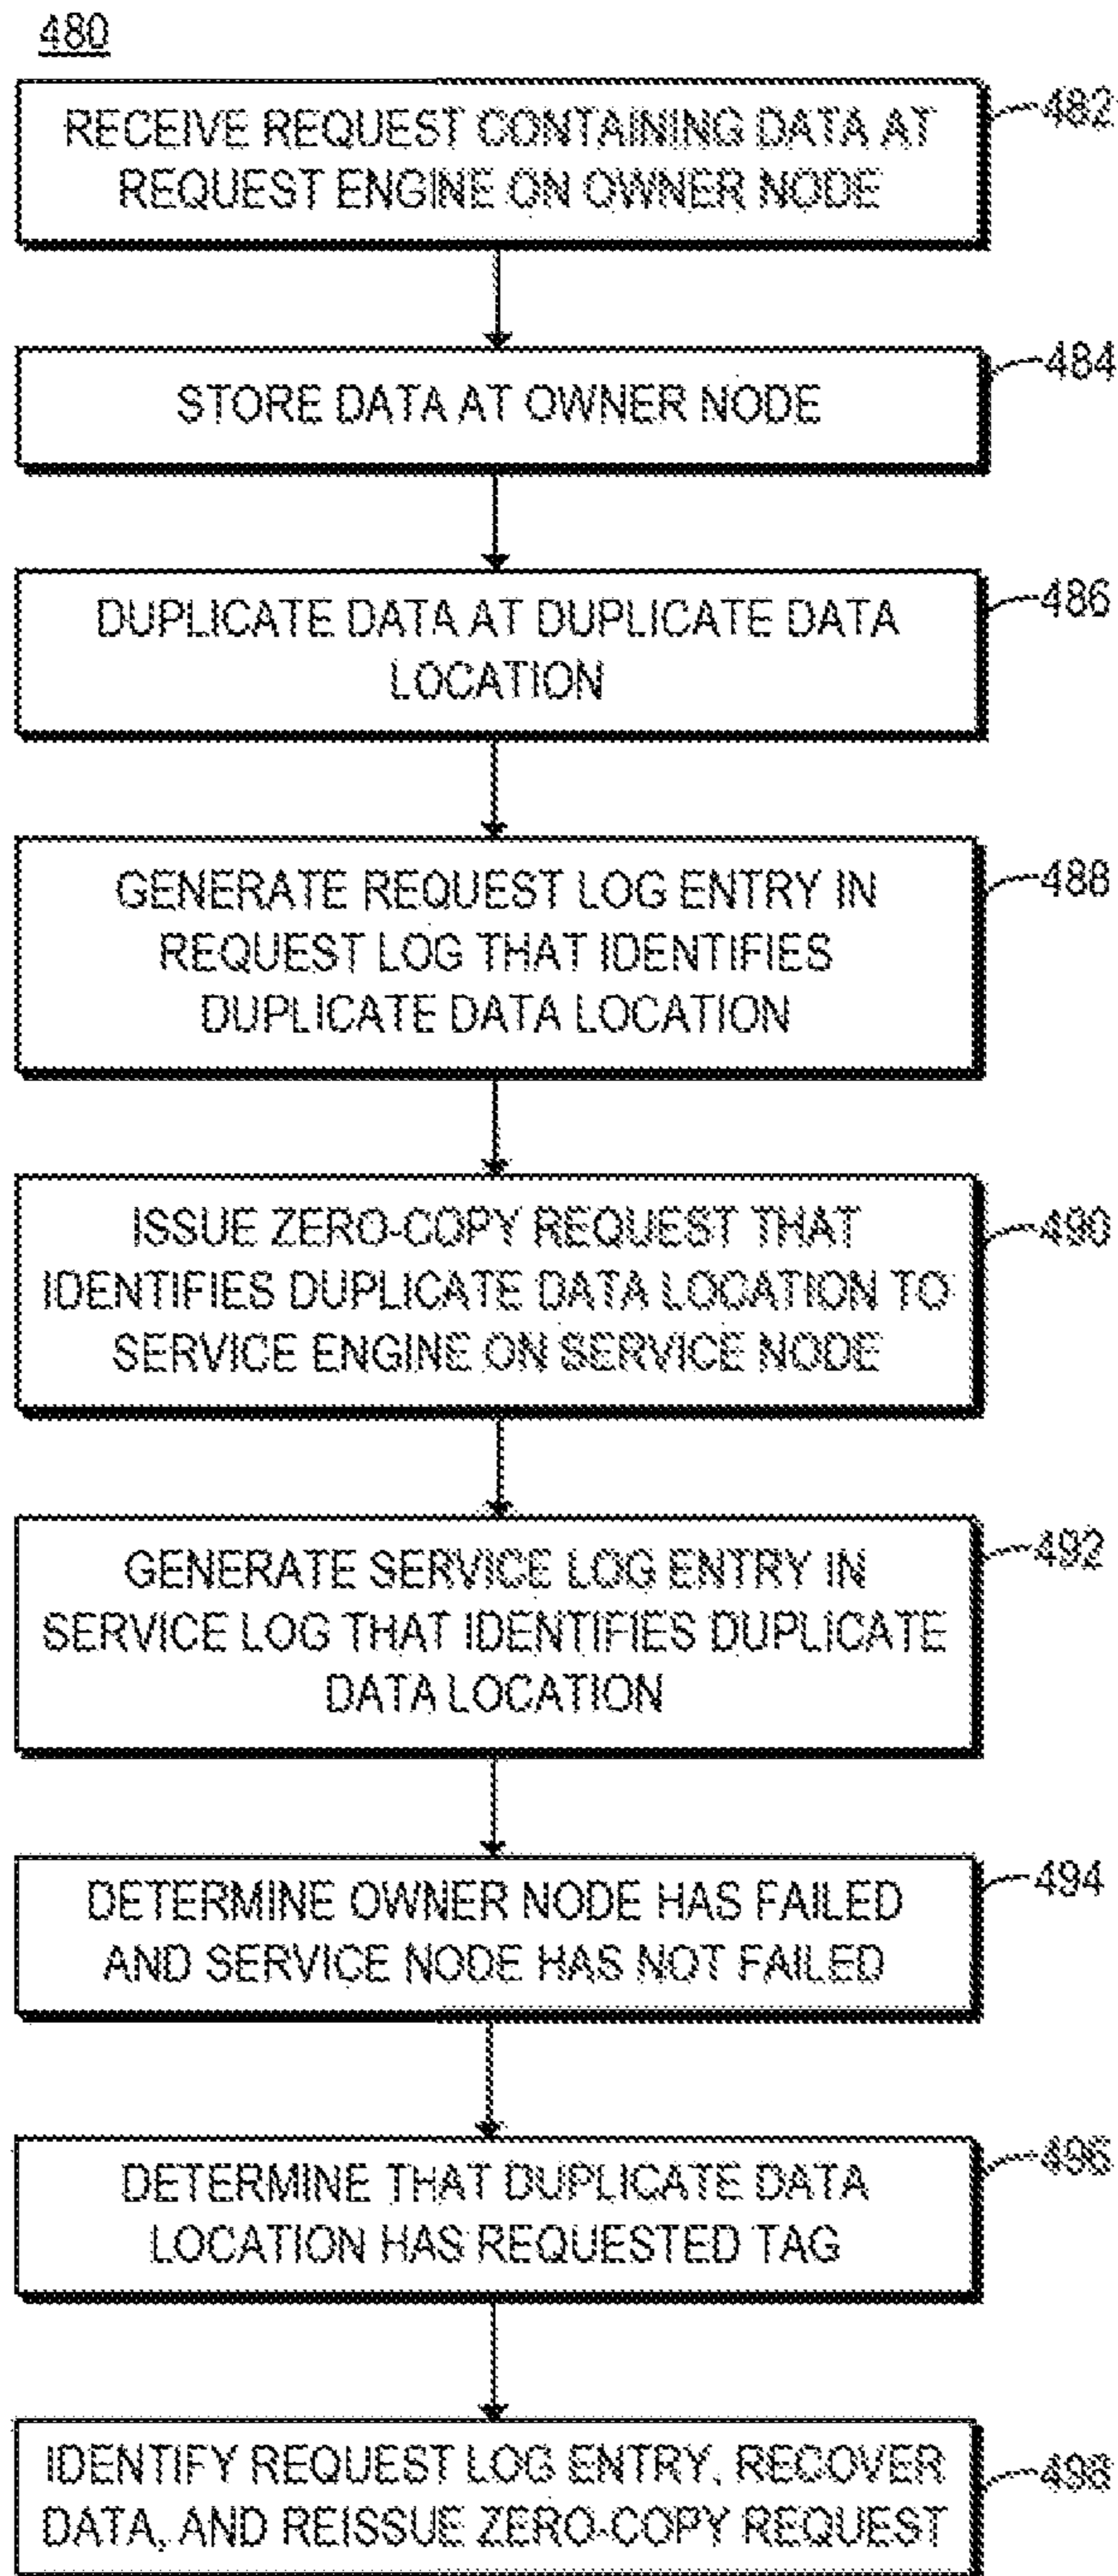 480
RECEIVE REQUEST CONTAINING DATA AT
REQUEST ENGINE ON OWNER NODE
482
STORE DATA AT OWNER NODE
484
DUPLICATE DATA AT DUPLICATE DATA
LOCATION
486
GENERATE REQUEST LOG ENTRY IN
REQUEST LOG THAT IDENTIFIES
DUPLICATE DATA LOCATION
488
ISSUE ZERO-COPY REQUEST THAT
IDENTIFIES DUPLICATE DATA LOCATION TO
SERVICE ENGINE ON SERVICE NODE
490
GENERATE SERVICE LOG ENTRY IN
SERVICE LOG THAT IDENTIFIES DUPLICATE
DATA LOCATION
492
DETERMINE OWNER NODE HAS FAILED
AND SERVICE NODE HAS NOT FAILED
494
DETERMINE THAT DUPLICATE DATA
LOCATION HAS REQUESTED TAG
496
IDENTIFY REQUEST LOG ENTRY, RECOVER
DATA, AND REISSUE ZERO-COPY REQUEST
498